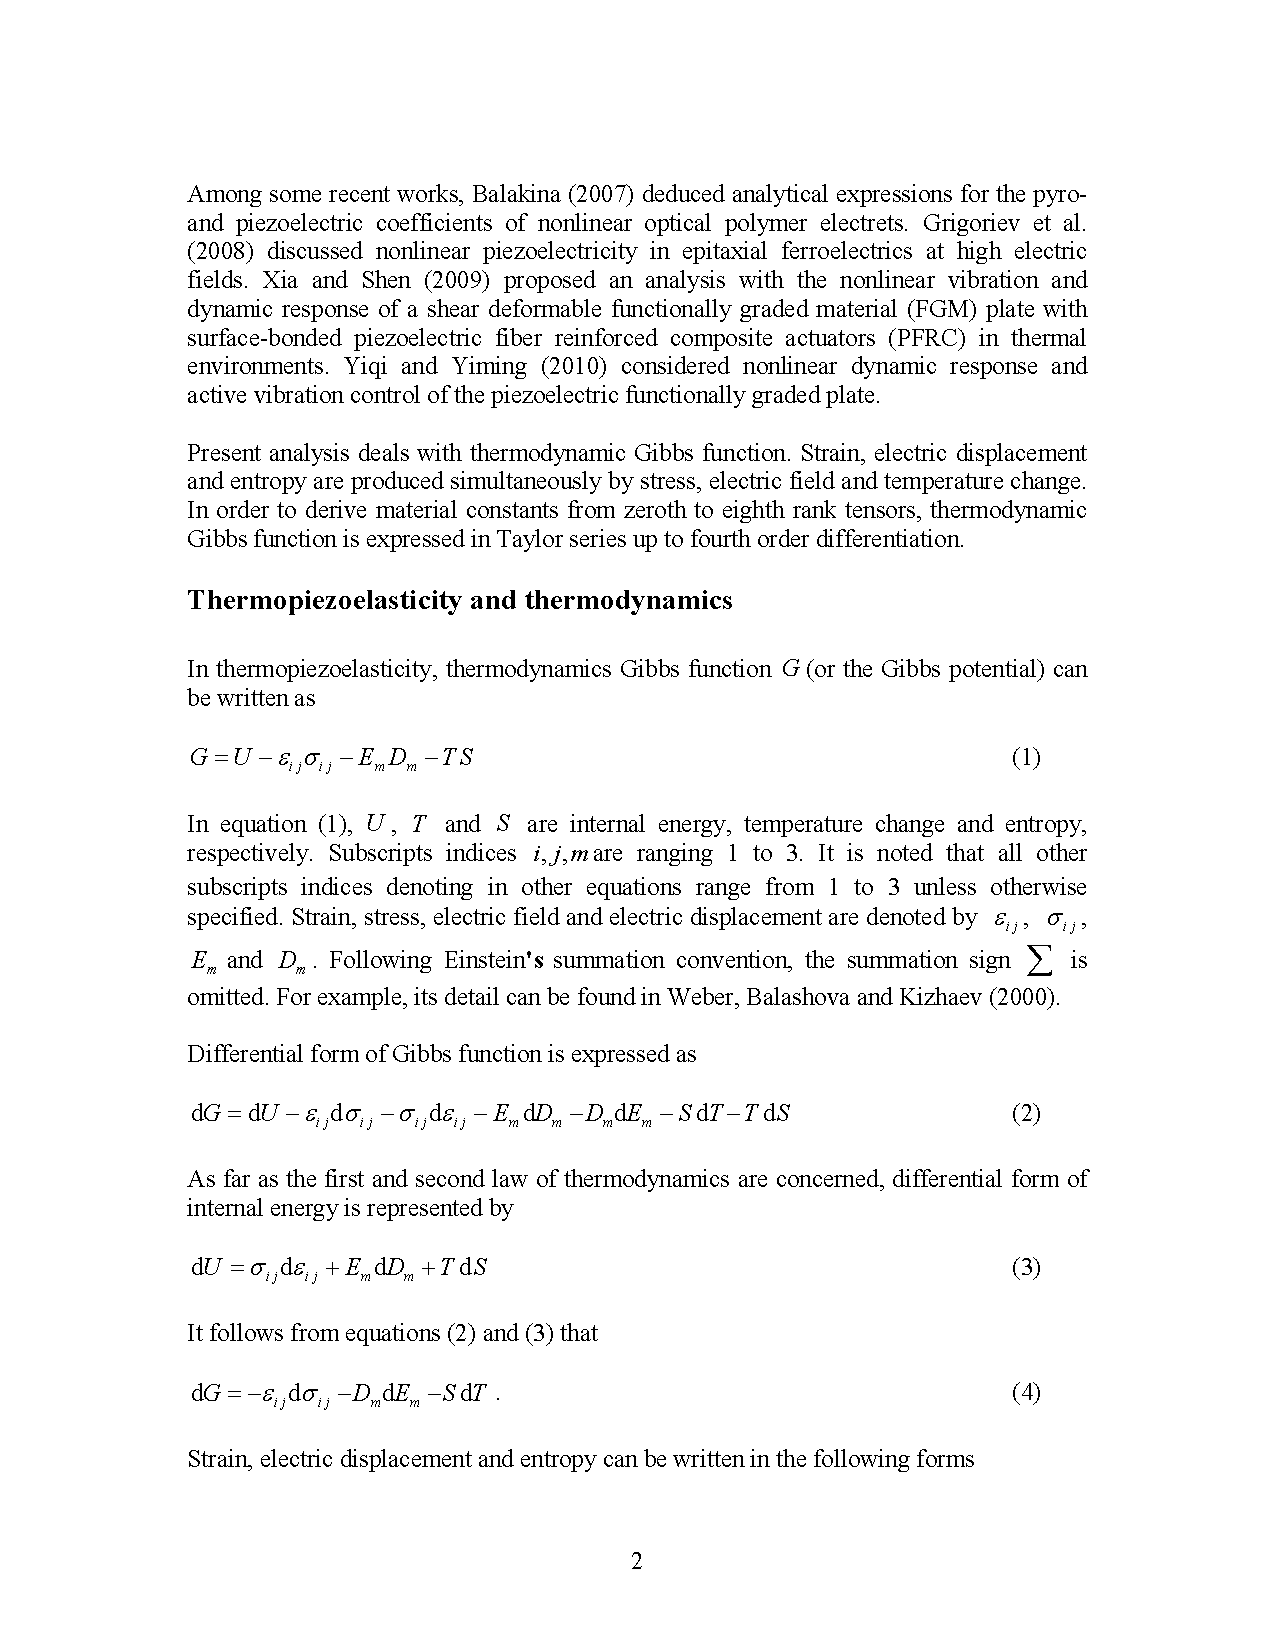 Among some recent works, Balakina (2007) deduced analytical expressions for the pyro-
and piezoelectric coefficients of nonlinear optical polymer electrets. Grigoriev et al.
(2008) discussed nonlinear piezoelectricity in epitaxial ferroelectrics at high electric
fields. Xia and Shen (2009) proposed an analysis with the nonlinear vibration and
dynamic response of a shear deformable functionally graded material (FGM) plate with
surface-bonded piezoelectric fiber reinforced composite actuators (PFRC) in thermal
environments. Yiqi and Yiming (2010) considered nonlinear dynamic response and
active vibration control of the piezoelectric functionally graded plate.
Present analysis deals with thermodynamic Gibbs function. Strain, electric displacement
and entropy are produced simultaneously by stress, electric field and temperature change.
In order to derive material constants from zeroth to eighth rank tensors, thermodynamic
Gibbs function is expressed in Taylor series up to fourth order differentiation.
Thermopiezoelasticity and thermodynamics
In thermopiezoelasticity, thermodynamics Gibbs function G (or the Gibbs potential) can
be written as
G = U − ε_ij σ_ij − E_m D_m − TS (1)
In equation (1), U, T and S are internal energy, temperature change and entropy,
respectively. Subscripts indices i, j, m are ranging 1 to 3. It is noted that all other
subscripts indices denoting in other equations range from 1 to 3 unless otherwise
specified. Strain, stress, electric field and electric displacement are denoted by ε_ij, σ_ij,
E_m and D_m. Following Einstein's summation convention, the summation sign ∑ is
omitted. For example, its detail can be found in Weber, Balashova and Kizhaev (2000).
Differential form of Gibbs function is expressed as
dG = dU − ε_ij dσ_ij − σ_ij dε_ij − E_m dD_m − D_m dE_m − SdT − TdS (2)
As far as the first and second law of thermodynamics are concerned, differential form of
internal energy is represented by
dU = σ_ij dε_ij + E_m dD_m + TdS (3)
It follows from equations (2) and (3) that
dG = −ε_ij dσ_ij − D_m dE_m − SdT . (4)
Strain, electric displacement and entropy can be written in the following forms
2